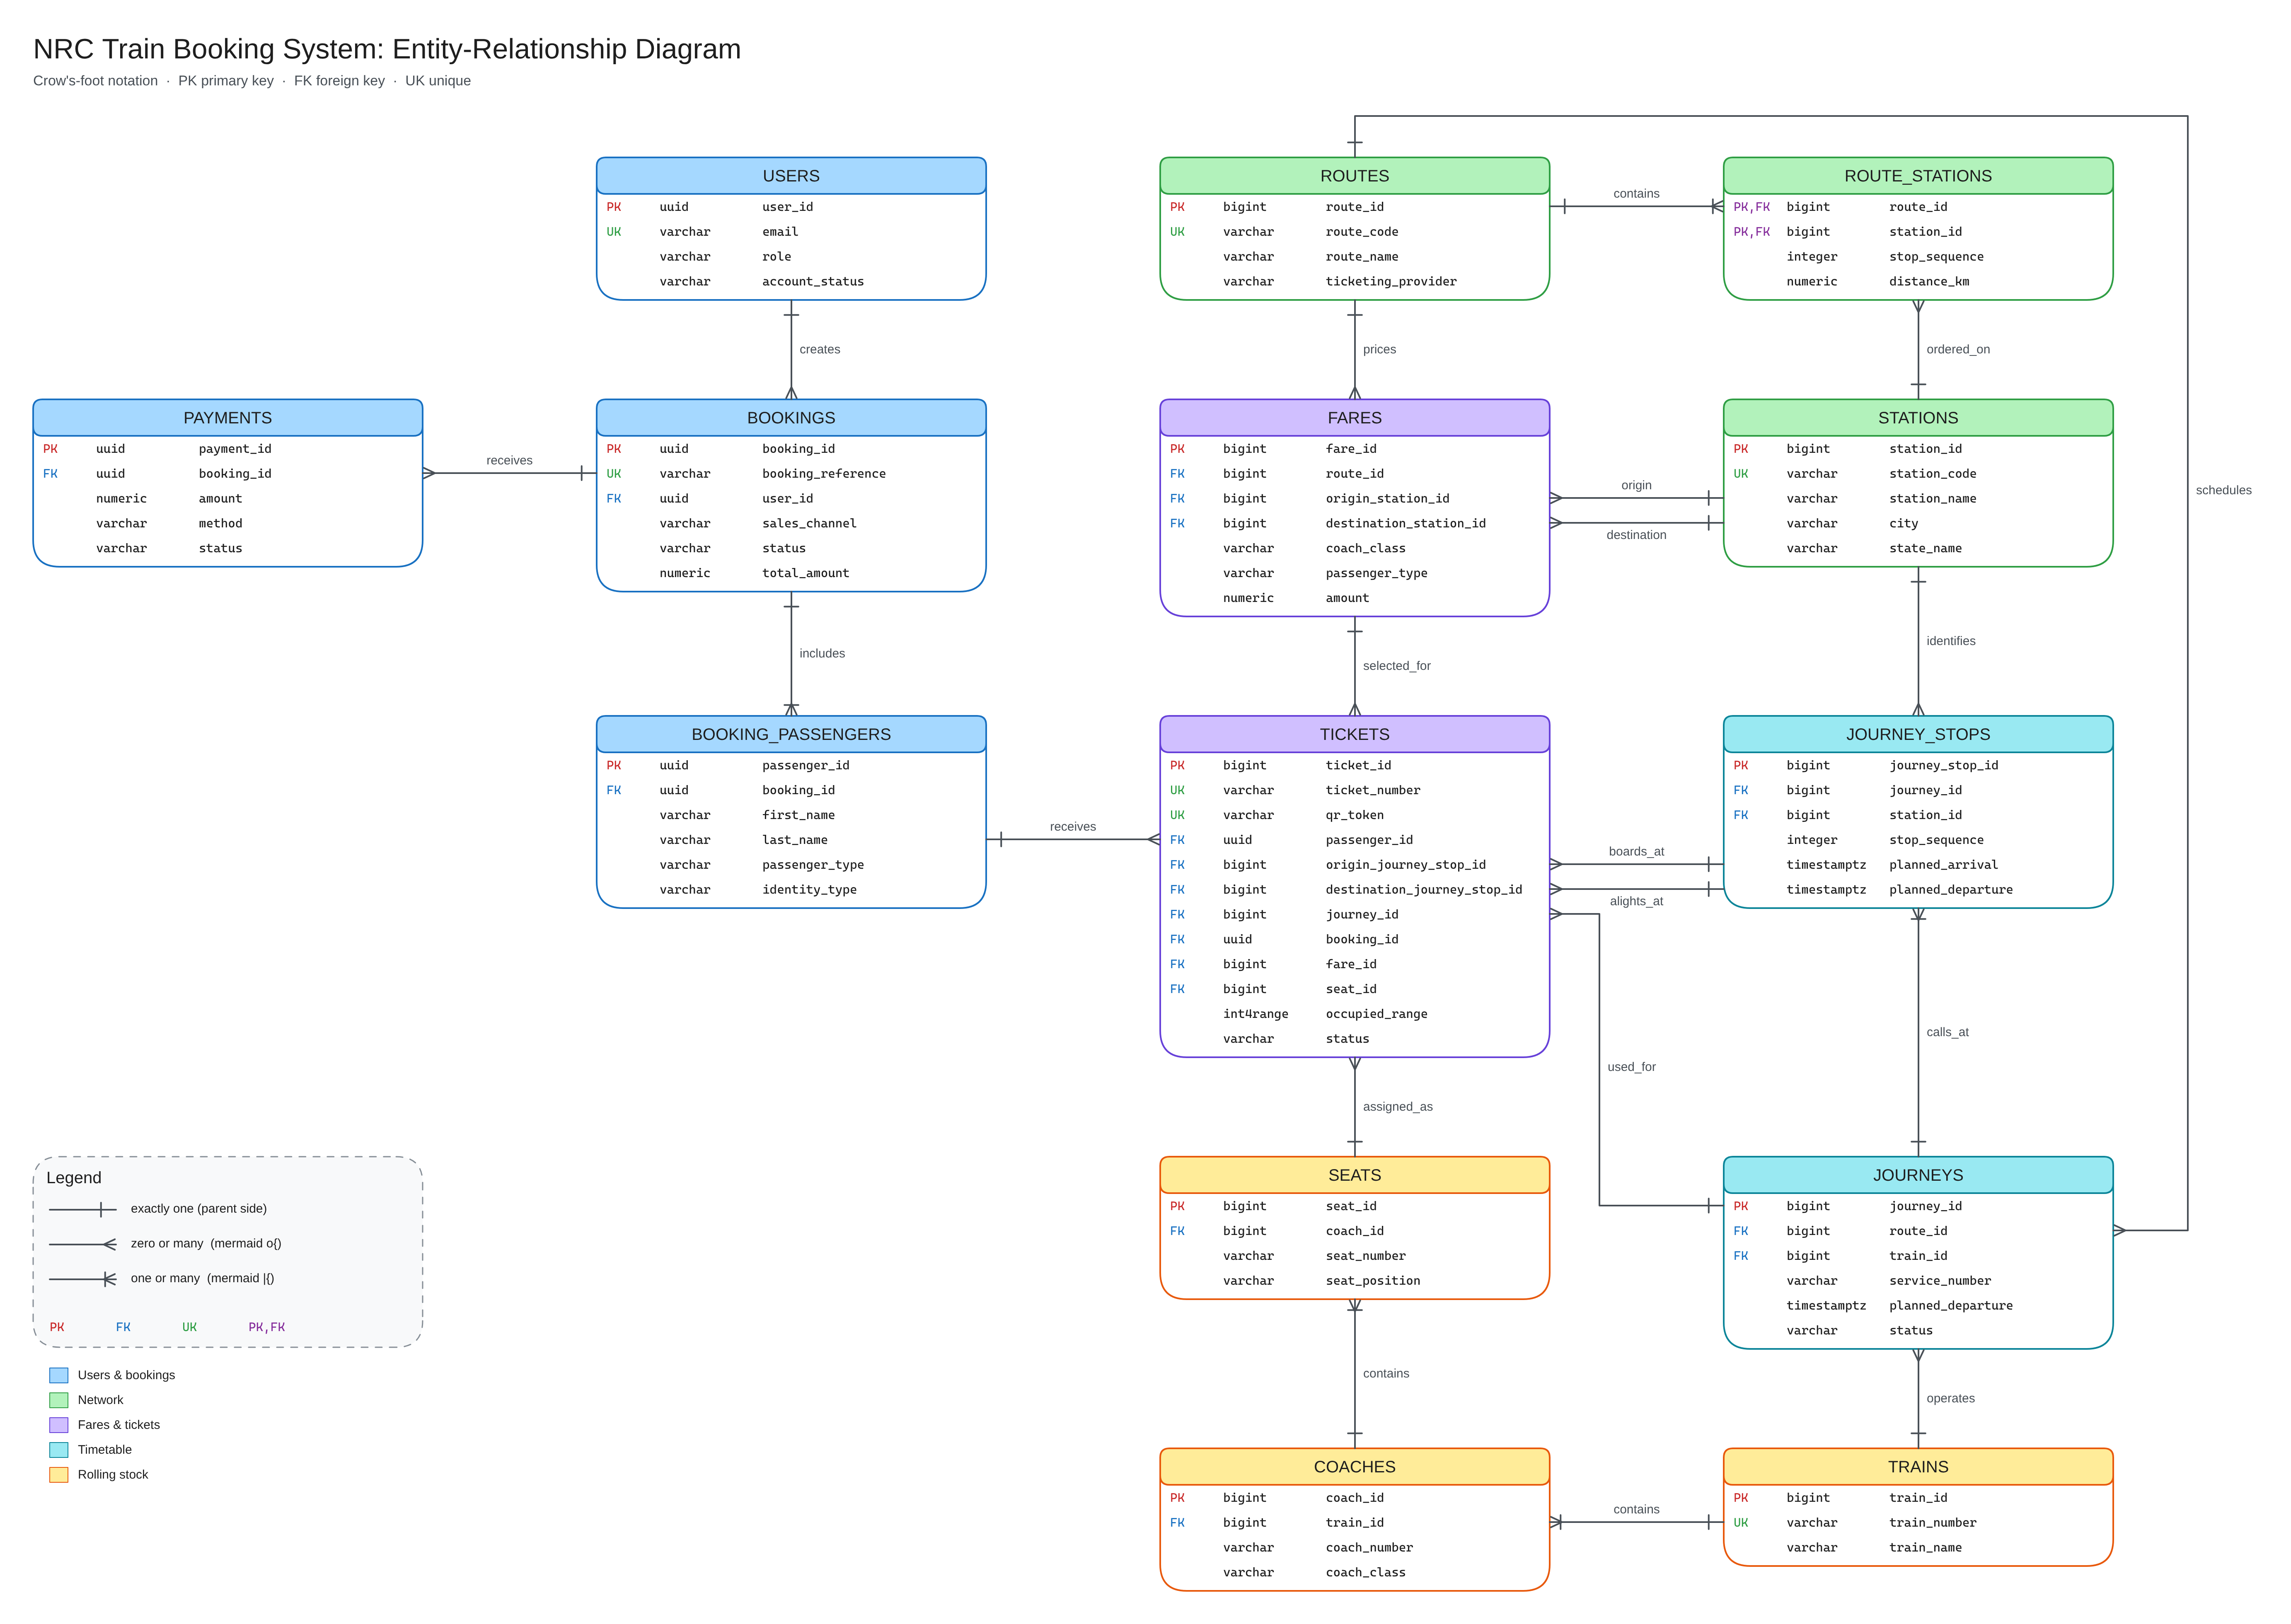 NRC Train Booking System: Entity-Relationship Diagram
Crow's-foot notation · PK primary key · FK foreign key · UK unique
USERS
PK uuid user_id
UK varchar email
varchar role
varchar account_status
ROUTES
PK bigint route_id
UK varchar route_code
varchar route_name
varchar ticketing_provider
contains
ROUTE_STATIONS
PK,FK bigint route_id
PK,FK bigint station_id
integer stop_sequence
numeric distance_km
creates
prices
ordered_on
PAYMENTS
PK uuid payment_id
FK uuid booking_id
numeric amount
varchar method
varchar status
receives
BOOKINGS
PK uuid booking_id
UK varchar booking_reference
FK uuid user_id
varchar sales_channel
varchar status
numeric total_amount
FARES
PK bigint fare_id
FK bigint route_id
FK bigint origin_station_id
FK bigint destination_station_id
varchar coach_class
varchar passenger_type
numeric amount
origin
destination
STATIONS
PK bigint station_id
UK varchar station_code
varchar station_name
varchar city
varchar state_name
schedules
includes
selected_for
identifies
BOOKING_PASSENGERS
PK uuid passenger_id
FK uuid booking_id
varchar first_name
varchar last_name
varchar passenger_type
varchar identity_type
receives
TICKETS
PK bigint ticket_id
UK varchar ticket_number
UK varchar qr_token
FK uuid passenger_id
FK bigint origin_journey_stop_id
FK bigint destination_journey_stop_id
FK bigint journey_id
FK uuid booking_id
FK bigint fare_id
FK bigint seat_id
int4range occupied_range
varchar status
boards_at
alights_at
JOURNEY_STOPS
PK bigint journey_stop_id
FK bigint journey_id
FK bigint station_id
integer stop_sequence
timestamptz planned_arrival
timestamptz planned_departure
used_for
calls_at
assigned_as
SEATS
PK bigint seat_id
FK bigint coach_id
varchar seat_number
varchar seat_position
JOURNEYS
PK bigint journey_id
FK bigint route_id
FK bigint train_id
varchar service_number
timestamptz planned_departure
varchar status
contains
operates
COACHES
PK bigint coach_id
FK bigint train_id
varchar coach_number
varchar coach_class
contains
TRAINS
PK bigint train_id
UK varchar train_number
varchar train_name
Legend
exactly one (parent side)
zero or many (mermaid o{)
one or many (mermaid |{)
PK FK UK PK,FK
Users & bookings
Network
Fares & tickets
Timetable
Rolling stock